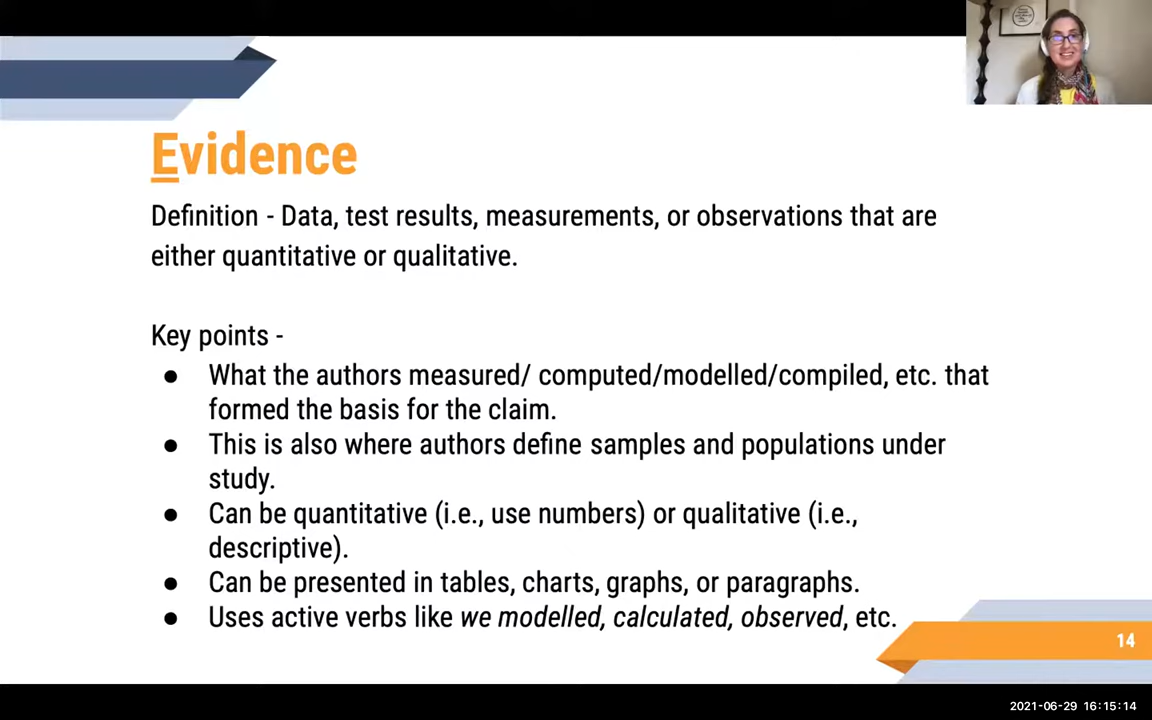 Evidence
Definition - Data, test results, measurements, or observations that are
either quantitative or qualitative.
Key points -
● What the authors measured/ computed/modelled/compiled, etc. that
formed the basis for the claim.
● This is also where authors define samples and populations under
study.
● Can be quantitative (i.e., use numbers) or qualitative (i.e.,
descriptive).
● Can be presented in tables, charts, graphs, or paragraphs.
● Uses active verbs like we modelled, calculated, observed, etc.
14
2021-06-29 16:15:14